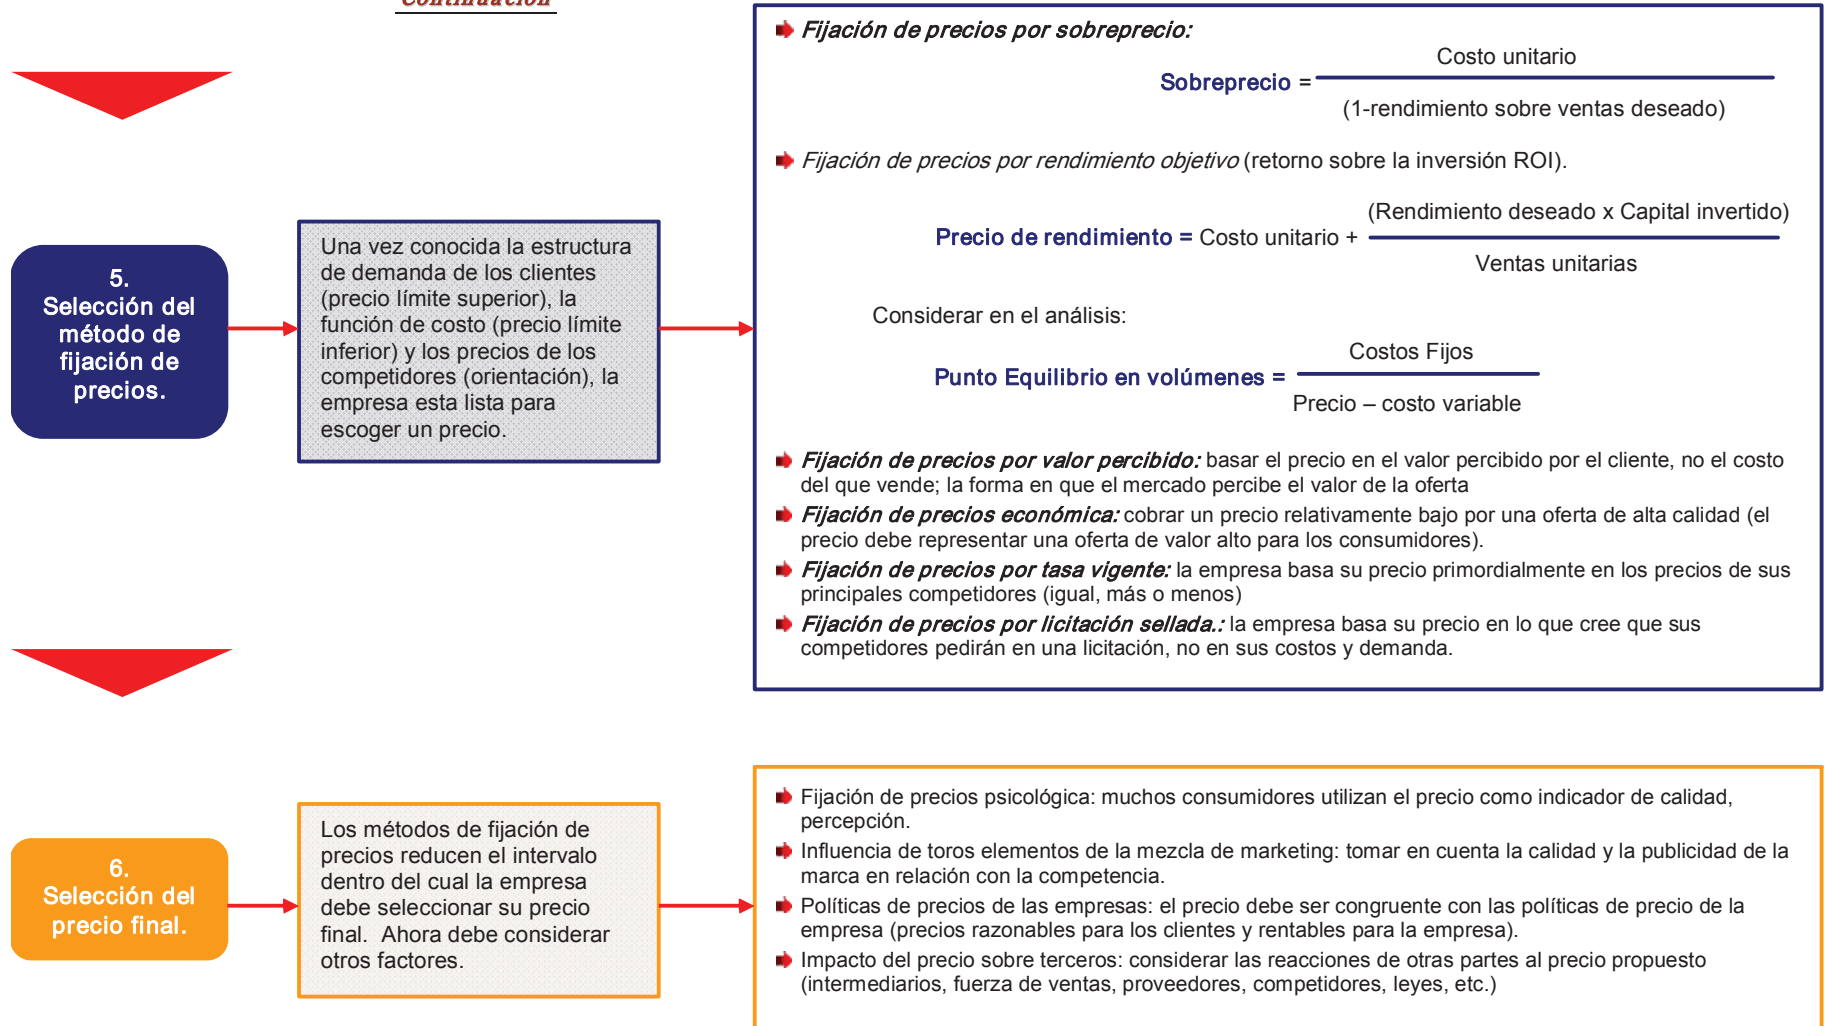 Continuación
5.
Selección del
método de
fijación de
precios.
Una vez conocida la estructura
de demanda de los clientes
(precio límite superior), la
función de costo (precio límite
inferior) y los precios de los
competidores (orientación), la
empresa esta lista para
escoger un precio.
Fijación de precios por sobreprecio:
Costo unitario
Sobreprecio =
(1-rendimiento sobre ventas deseado)
Fijación de precios por rendimiento objetivo (retorno sobre la inversión ROI).
(Rendimiento deseado x Capital invertido)
Precio de rendimiento = Costo unitario +
Ventas unitarias
Considerar en el análisis:
Costos Fijos
Punto Equilibrio en volúmenes =
Precio – costo variable
Fijación de precios por valor percibido: basar el precio en el valor percibido por el cliente, no el costo
del que vende; la forma en que el mercado percibe el valor de la oferta
Fijación de precios económica: cobrar un precio relativamente bajo por una oferta de alta calidad (el
precio debe representar una oferta de valor alto para los consumidores).
Fijación de precios por tasa vigente: la empresa basa su precio primordialmente en los precios de sus
principales competidores (igual, más o menos)
Fijación de precios por licitación sellada.: la empresa basa su precio en lo que cree que sus
competidores pedirán en una licitación, no en sus costos y demanda.
6.
Selección del
precio final.
Los métodos de fijación de
precios reducen el intervalo
dentro del cual la empresa
debe seleccionar su precio
final.  Ahora debe considerar
otros factores.
Fijación de precios psicológica: muchos consumidores utilizan el precio como indicador de calidad,
percepción.
Influencia de toros elementos de la mezcla de marketing: tomar en cuenta la calidad y la publicidad de la
marca en relación con la competencia.
Políticas de precios de las empresas: el precio debe ser congruente con las políticas de precio de la
empresa (precios razonables para los clientes y rentables para la empresa).
Impacto del precio sobre terceros: considerar las reacciones de otras partes al precio propuesto
(intermediarios, fuerza de ventas, proveedores, competidores, leyes, etc.)